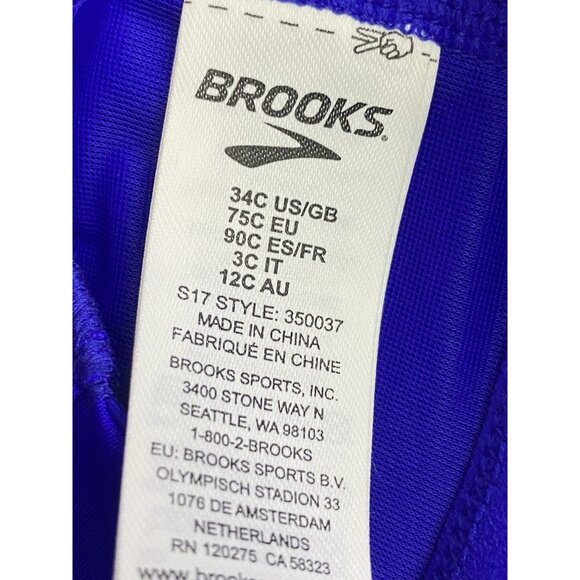 BROOKS
34C US/GB
75C EU
90C ES/FR
3C IT
12C AU
S17 STYLE: 350037
MADE IN CHINA
FABRIQUÉ EN CHINE
BROOKS SPORTS, INC.
3400 STONE WAY N
SEATTLE, WA 98103
1-800-2-BROOKS
EU: BROOKS SPORTS B.V.
OLYMPISCH STADION 33
1076 DE AMSTERDAM
NETHERLANDS
RN 120275 CA 58323